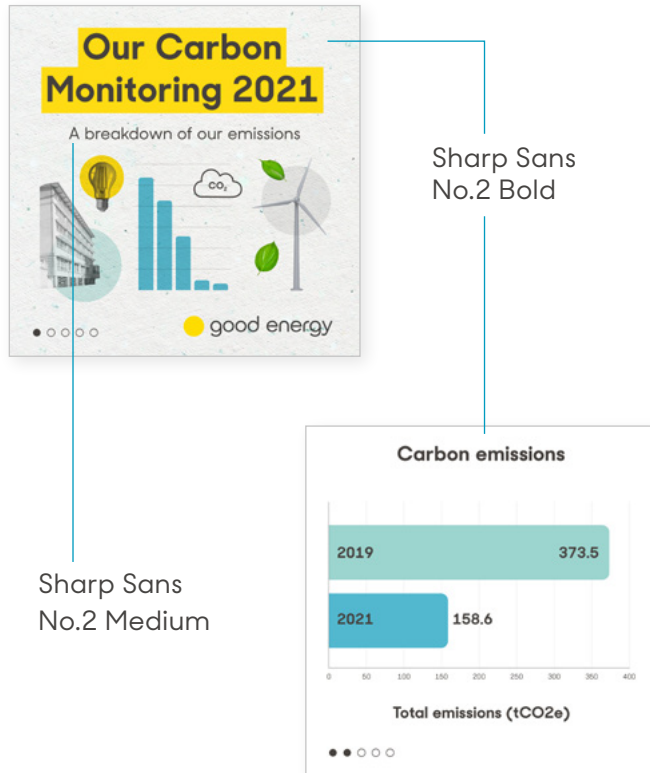 Our Carbon
Monitoring 2021
A breakdown of our emissions
CO₂
good energy
Sharp Sans
No.2 Bold
Sharp Sans
No.2 Medium
Carbon emissions
2019 373.5
2021 158.6
0 50 100 150 200 250 300 350 400
Total emissions (tCO2e)